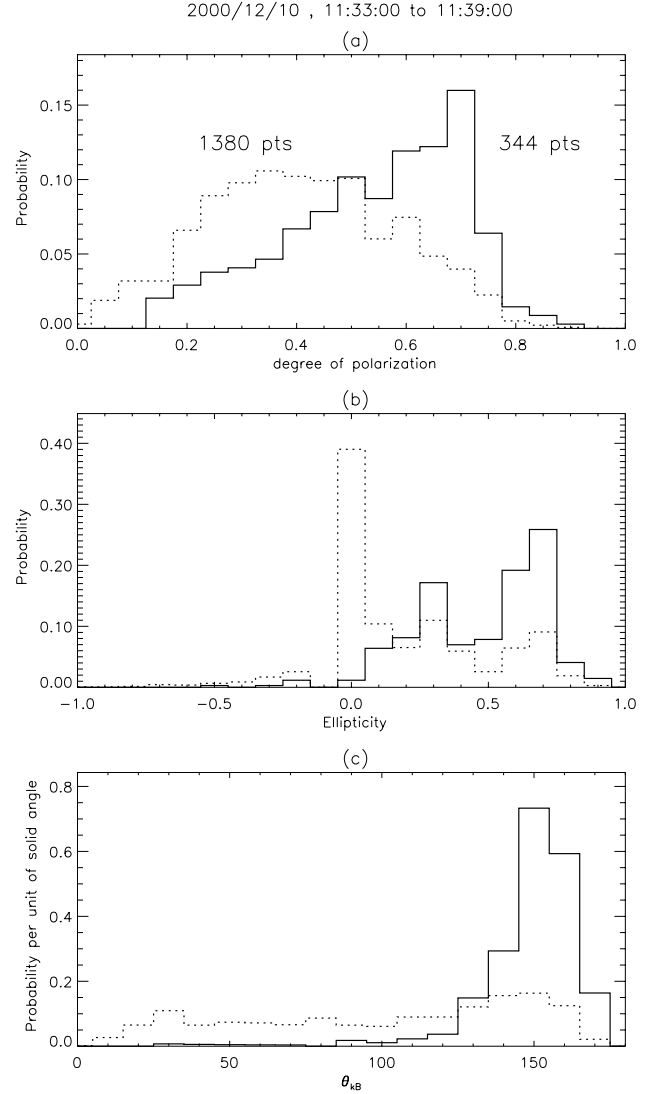 2000/12/10 , 11:33:00 to 11:39:00
(a)
Probability
0.15
0.10
0.05
0.00
1380 pts
344 pts
0.0 0.2 0.4 0.6 0.8 1.0
degree of polarization
(b)
Probability
0.40
0.30
0.20
0.10
0.00
−1.0 −0.5 0.0 0.5 1.0
Ellipticity
(c)
Probability per unit of solid angle
0.8
0.6
0.4
0.2
0.0
0 50 100 150
θkB